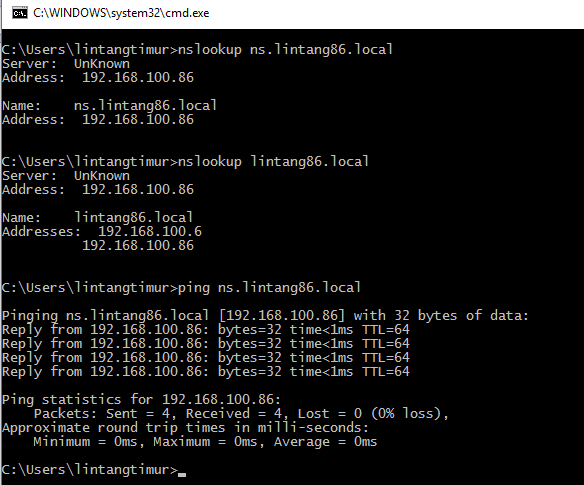 C:\WINDOWS\system32\cmd.exe
C:\Users\lintangtimur>nslookup ns.lintang86.local
Server:  UnKnown
Address:  192.168.100.86
Name:    ns.lintang86.local
Address:  192.168.100.86
C:\Users\lintangtimur>nslookup lintang86.local
Server:  UnKnown
Address:  192.168.100.86
Name:    lintang86.local
Addresses:  192.168.100.6
192.168.100.86
C:\Users\lintangtimur>ping ns.lintang86.local
Pinging ns.lintang86.local [192.168.100.86] with 32 bytes of data:
Reply from 192.168.100.86: bytes=32 time<1ms TTL=64
Reply from 192.168.100.86: bytes=32 time<1ms TTL=64
Reply from 192.168.100.86: bytes=32 time<1ms TTL=64
Reply from 192.168.100.86: bytes=32 time<1ms TTL=64
Ping statistics for 192.168.100.86:
Packets: Sent = 4, Received = 4, Lost = 0 (0% loss),
Approximate round trip times in milli-seconds:
Minimum = 0ms, Maximum = 0ms, Average = 0ms
C:\Users\lintangtimur>_